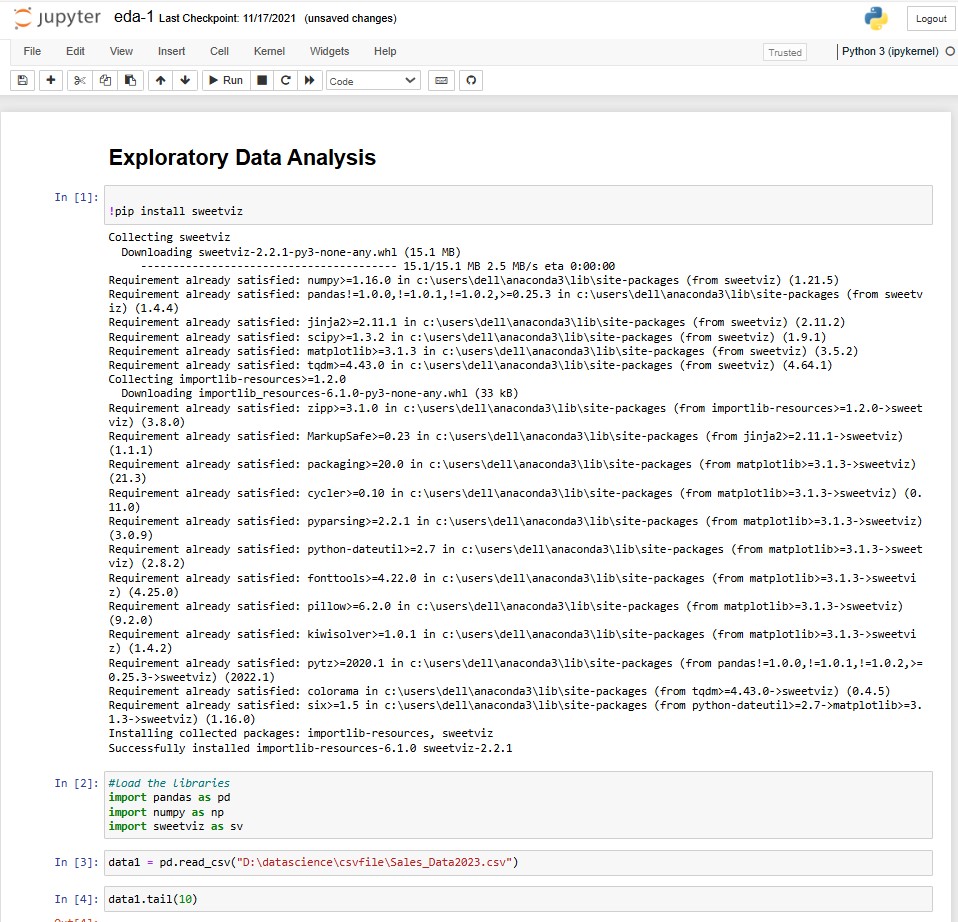 jupyter eda-1 Last Checkpoint: 11/17/2021 (unsaved changes)
Logout
File Edit View Insert Cell Kernel Widgets Help
Trusted
Python 3 (ipykernel)
Run
Code
Exploratory Data Analysis
In [1]:
!pip install sweetviz
Collecting sweetviz
Downloading sweetviz-2.2.1-py3-none-any.whl (15.1 MB)
---------------------------------------- 15.1/15.1 MB 2.5 MB/s eta 0:00:00
Requirement already satisfied: numpy>=1.16.0 in c:\users\dell\anaconda3\lib\site-packages (from sweetviz) (1.21.5)
Requirement already satisfied: pandas!=1.0.0,!=1.0.1,!=1.0.2,>=0.25.3 in c:\users\dell\anaconda3\lib\site-packages (from sweetv
iz) (1.4.4)
Requirement already satisfied: jinja2>=2.11.1 in c:\users\dell\anaconda3\lib\site-packages (from sweetviz) (2.11.2)
Requirement already satisfied: scipy>=1.3.2 in c:\users\dell\anaconda3\lib\site-packages (from sweetviz) (1.9.1)
Requirement already satisfied: matplotlib>=3.1.3 in c:\users\dell\anaconda3\lib\site-packages (from sweetviz) (3.5.2)
Requirement already satisfied: tqdm>=4.43.0 in c:\users\dell\anaconda3\lib\site-packages (from sweetviz) (4.64.1)
Collecting importlib-resources>=1.2.0
Downloading importlib_resources-6.1.0-py3-none-any.whl (33 kB)
Requirement already satisfied: zipp>=3.1.0 in c:\users\dell\anaconda3\lib\site-packages (from importlib-resources>=1.2.0->sweet
viz) (3.8.0)
Requirement already satisfied: MarkupSafe>=0.23 in c:\users\dell\anaconda3\lib\site-packages (from jinja2>=2.11.1->sweetviz)
(1.1.1)
Requirement already satisfied: packaging>=20.0 in c:\users\dell\anaconda3\lib\site-packages (from matplotlib>=3.1.3->sweetviz)
(21.3)
Requirement already satisfied: cycler>=0.10 in c:\users\dell\anaconda3\lib\site-packages (from matplotlib>=3.1.3->sweetviz) (0.
11.0)
Requirement already satisfied: pyparsing>=2.2.1 in c:\users\dell\anaconda3\lib\site-packages (from matplotlib>=3.1.3->sweetviz)
(3.0.9)
Requirement already satisfied: python-dateutil>=2.7 in c:\users\dell\anaconda3\lib\site-packages (from matplotlib>=3.1.3->sweet
viz) (2.8.2)
Requirement already satisfied: fonttools>=4.22.0 in c:\users\dell\anaconda3\lib\site-packages (from matplotlib>=3.1.3->sweetvi
z) (4.25.0)
Requirement already satisfied: pillow>=6.2.0 in c:\users\dell\anaconda3\lib\site-packages (from matplotlib>=3.1.3->sweetviz)
(9.2.0)
Requirement already satisfied: kiwisolver>=1.0.1 in c:\users\dell\anaconda3\lib\site-packages (from matplotlib>=3.1.3->sweetvi
z) (1.4.2)
Requirement already satisfied: pytz>=2020.1 in c:\users\dell\anaconda3\lib\site-packages (from pandas!=1.0.0,!=1.0.1,!=1.0.2,>=
0.25.3->sweetviz) (2022.1)
Requirement already satisfied: colorama in c:\users\dell\anaconda3\lib\site-packages (from tqdm>=4.43.0->sweetviz) (0.4.5)
Requirement already satisfied: six>=1.5 in c:\users\dell\anaconda3\lib\site-packages (from python-dateutil>=2.7->matplotlib>=3.
1.3->sweetviz) (1.16.0)
Installing collected packages: importlib-resources, sweetviz
Successfully installed importlib-resources-6.1.0 sweetviz-2.2.1
In [2]: #load the libraries
import pandas as pd
import numpy as np
import sweetviz as sv
In [3]: data1 = pd.read_csv("D:\datascience\csvfile\Sales_Data2023.csv")
In [4]: data1.tail(10)